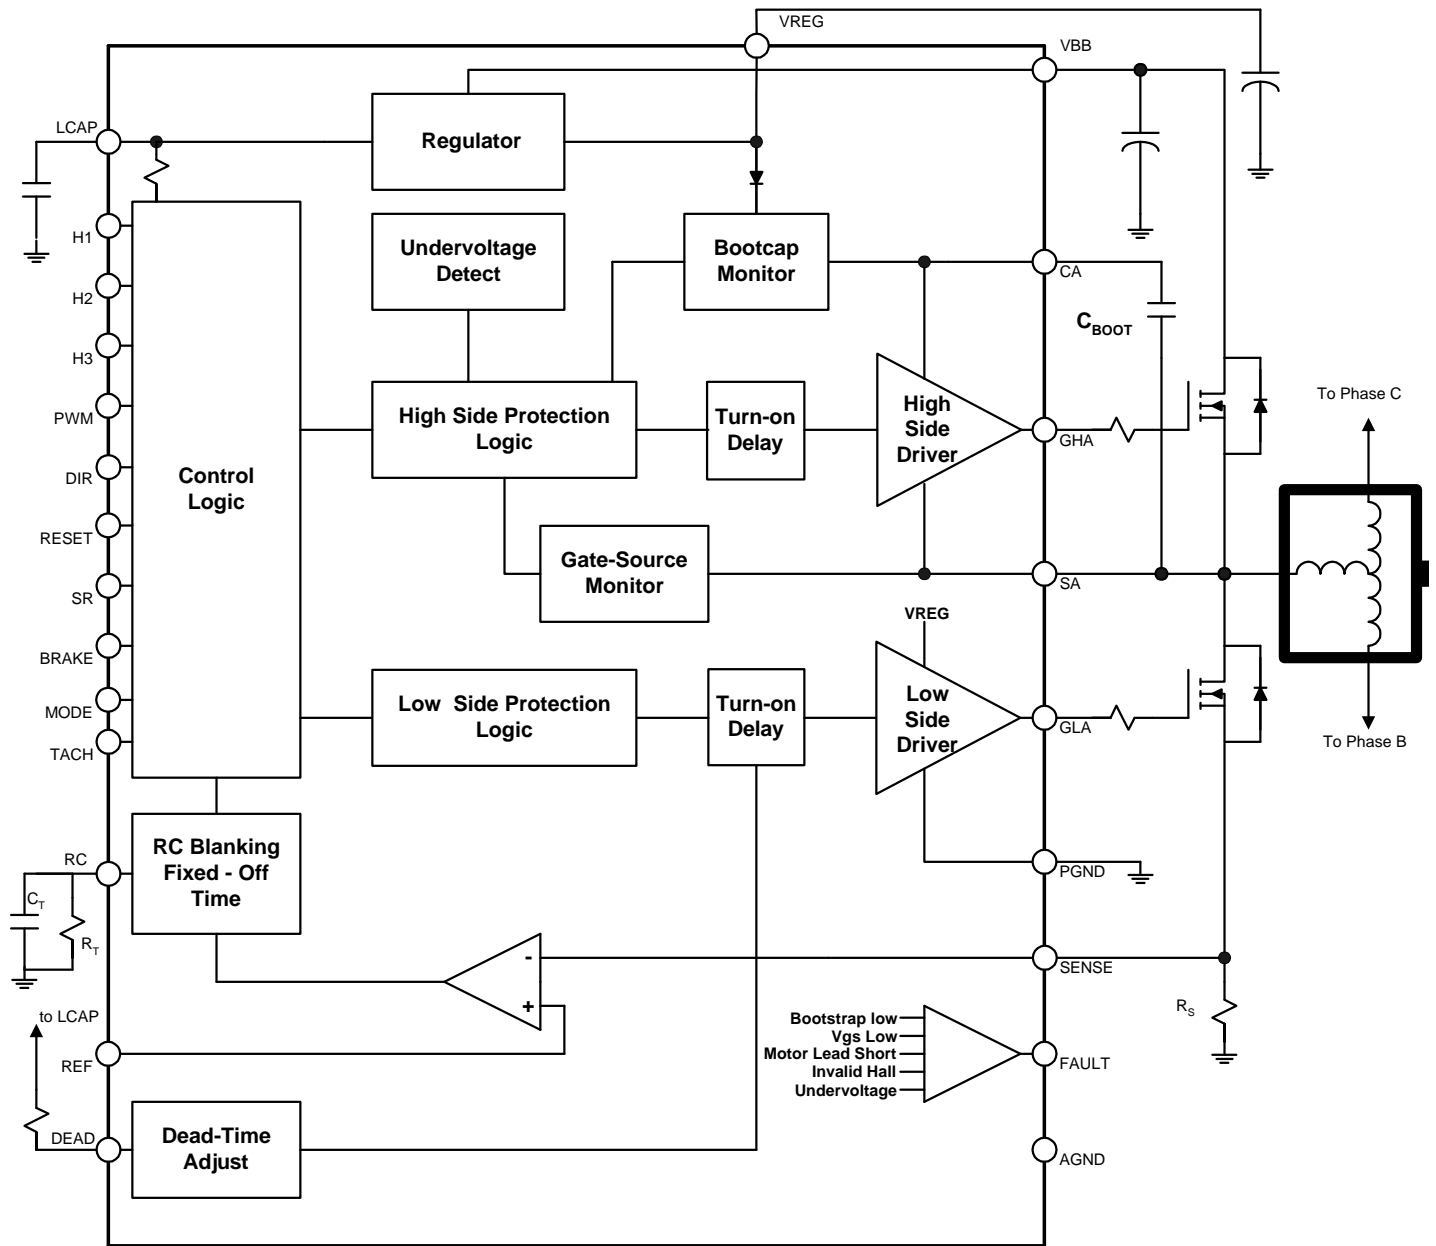 VREG
VBB
LCAP
Regulator
H1
Undervoltage
Detect
Bootcap
Monitor
CA
H2
C_BOOT
H3
PWM
High Side Protection
Logic
Turn-on
Delay
High
Side
Driver
GHA
To Phase C
DIR
Control
Logic
RESET
Gate-Source
Monitor
SA
SR
VREG
BRAKE
MODE
TACH
Low  Side Protection
Logic
Turn-on
Delay
Low
Side
Driver
GLA
To Phase B
RC
RC Blanking
Fixed - Off
Time
PGND
C_T
R_T
-
+
SENSE
R_S
to LCAP
REF
Bootstrap low
Vgs Low
Motor Lead Short
Invalid Hall
Undervoltage
FAULT
DEAD
Dead-Time
Adjust
AGND